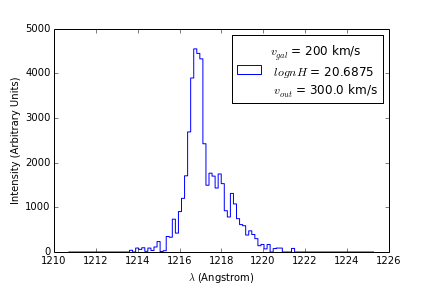 5000
4000
3000
2000
1000
0
Intensity (Arbitrary Units)
v_gal = 200 km/s
lognH = 20.6875
v_out = 300.0 km/s
1210 1212 1214 1216 1218 1220 1222 1224 1226
λ (Angstrom)